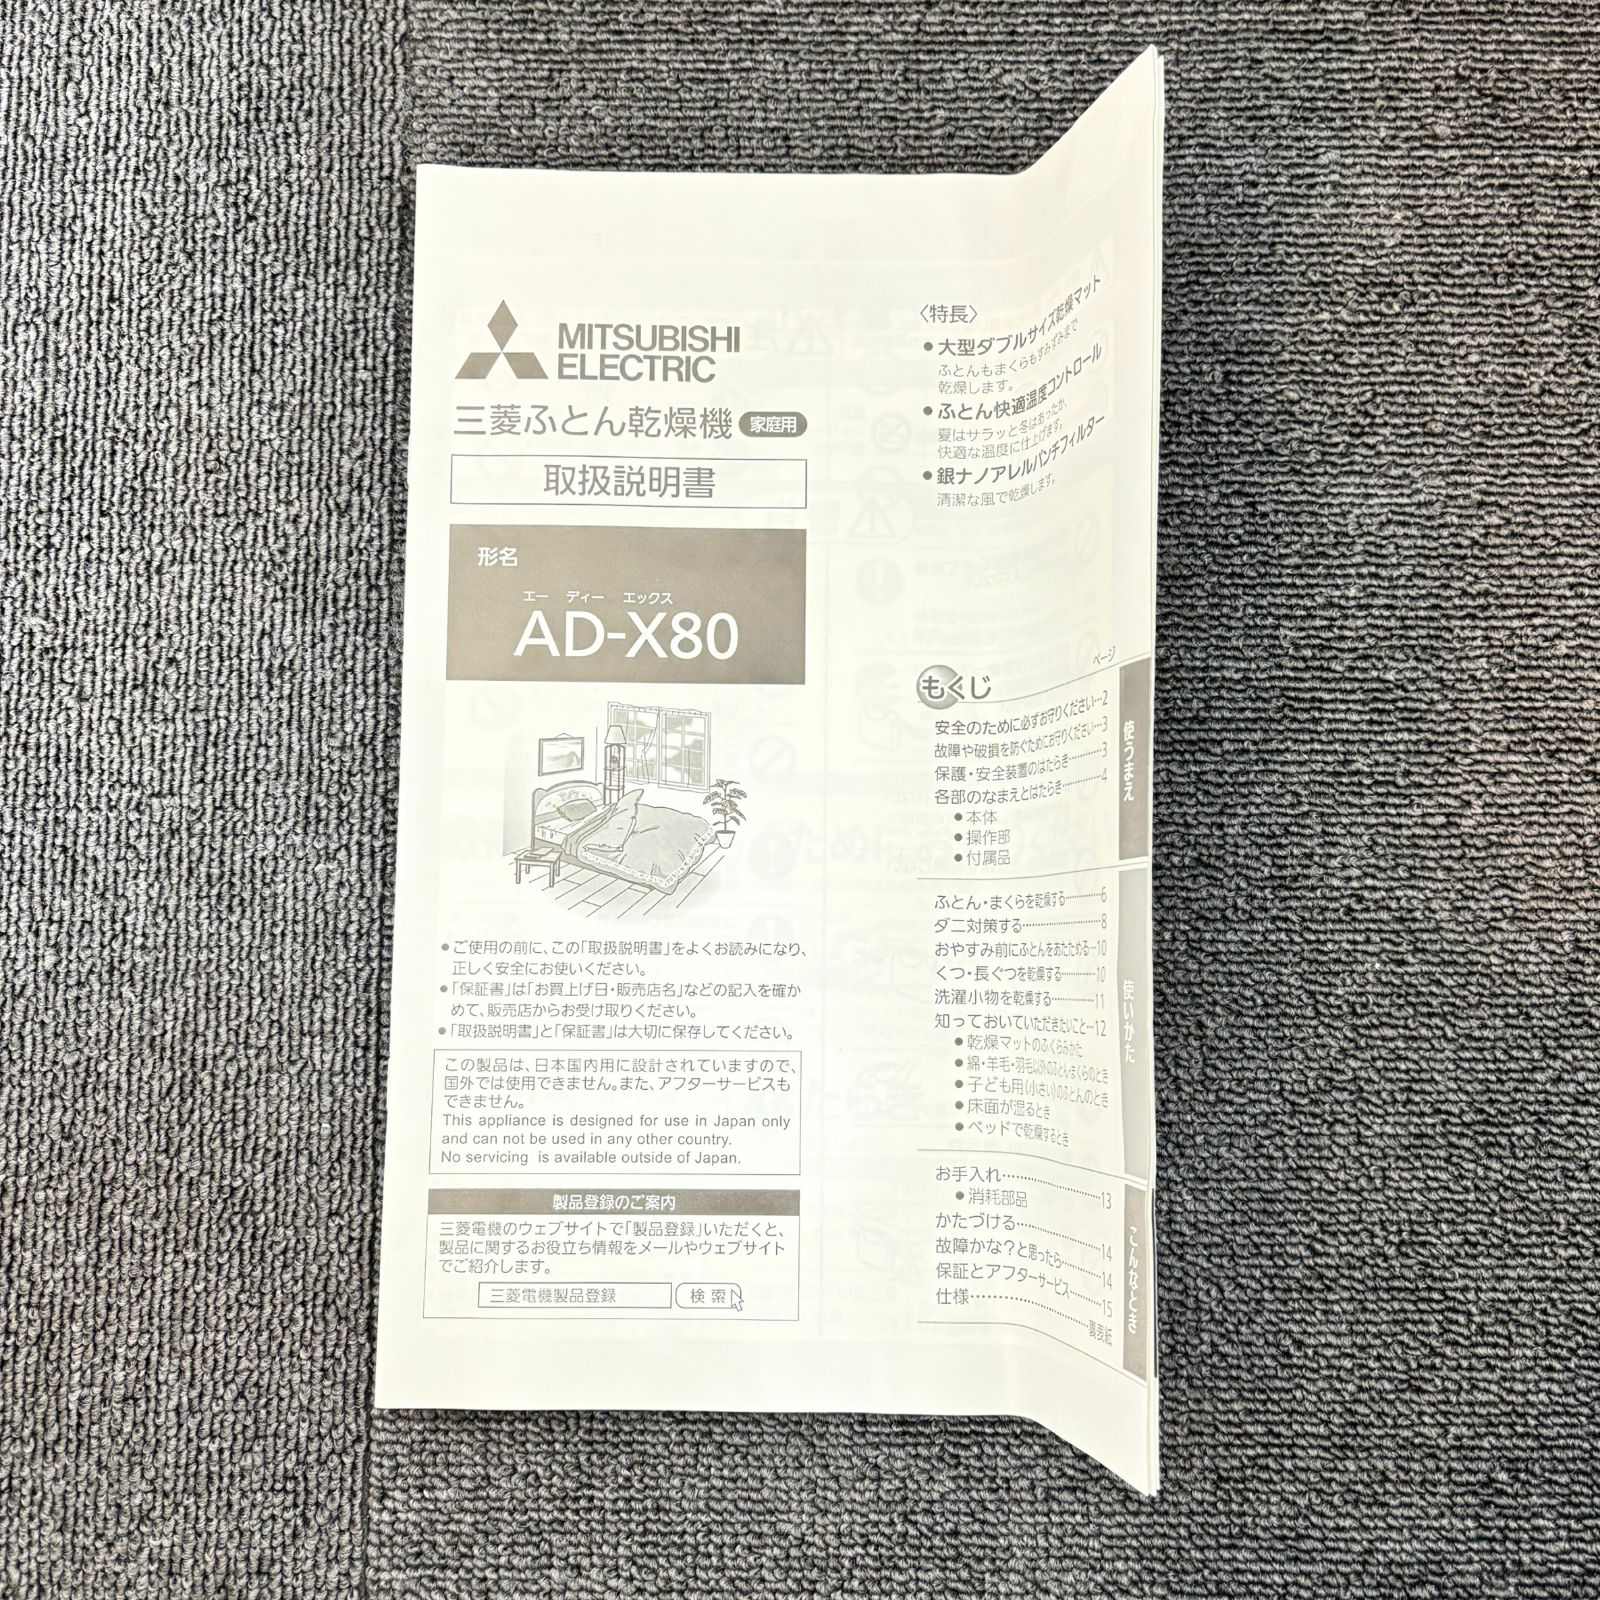 MITSUBISHI
ELECTRIC
三菱ふとん乾燥機 家庭用
取扱説明書
形名
エー ディー エックス
AD-X80
●ご使用の前に、この「取扱説明書」をよくお読みになり、
正しく安全にお使いください。
●「保証書」は「お買上げ日・販売店名」などの記入を確か
めて、販売店からお受け取りください。
●「取扱説明書」と「保証書」は大切に保存してください。
この製品は、日本国内用に設計されていますので、
国外では使用できません。また、アフターサービスも
できません。
This appliance is designed for use in Japan only
and can not be used in any other country.
No servicing is available outside of Japan.
製品登録のご案内
三菱電機のウェブサイトで「製品登録」いただくと、
製品に関するお役立ち情報をメールやウェブサイト
でご紹介します。
三菱電機製品登録 検索
〈特長〉
●大型ダブルサイズ乾燥マット
ふとんもまくらもすみずみまで
乾燥します。
●ふとん快適温度コントロール
夏はサラッと冬はあったか、
快適な温度に仕上げます。
●銀ナノアレルパンチフィルター
清潔な風で乾燥します。
もくじ
ページ
安全のために必ずお守りください…2
故障や破損を防ぐためにお守りください…3
保護・安全装置のはたらき…3
各部のなまえとはたらき…4
●本体
●操作部
●付属品
使うまえ
ふとん・まくらを乾燥する…6
ダニ対策する…8
おやすみ前にふとんをあたためる…10
くつ・長ぐつを乾燥する…10
洗濯小物を乾燥する…11
知っておいていただきたいこと…12
●乾燥マットのふくらみかた
●綿・羊毛・羽毛以外のふとん・まくらのとき
●子ども用(小さい)のふとんのとき
●床面が湿るとき
●ベッドで乾燥するとき
使いかた
お手入れ…13
●消耗部品
かたづける…14
故障かな?と思ったら…14
保証とアフターサービス…15
仕様…裏表紙
こんなとき